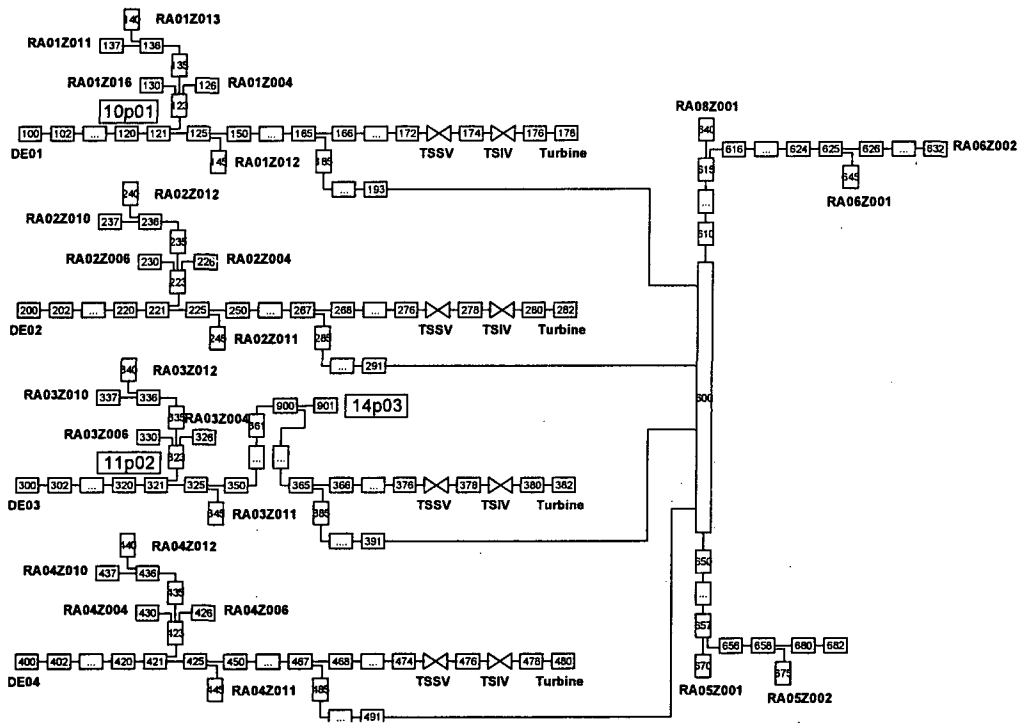 140 RA01Z013
RA01Z011 137 136
135
RA01Z016 130 126 RA01Z004
10p01 123
100 102 ... 120 121 125 150 ... 165 166 ... 172 174 176 178
DE01 145 RA01Z012 185 TSSV TSIV Turbine
... 193
240 RA02Z012
RA02Z010 237 236
235
RA02Z006 230 226 RA02Z004
223
200 202 ... 220 221 225 250 ... 267 268 ... 276 278 280 282
DE02 245 RA02Z011 285 TSSV TSIV Turbine
... 291
340 RA03Z012
RA03Z010 337 336
335 RA03Z004 361 900 901 14p03
RA03Z006 330 326
11p02 323 ... ...
300 302 ... 320 321 325 350 365 366 ... 376 378 380 382
DE03 345 RA03Z011 385 TSSV TSIV Turbine
.... 391
440 RA04Z012
RA04Z010 437 436
435
RA04Z004 430 426 RA04Z006
423
400 402 ... 420 421 425 450 ... 467 468 ... 474 476 478 480
DE04 445 RA04Z011 485 TSSV TSIV Turbine
... 491
RA08Z001
640
616 ... 624 625 626 ... 632 RA06Z002
615 645
... RA06Z001
610
600
650
...
657
656 658 680 682
670 675
RA05Z001 RA05Z002